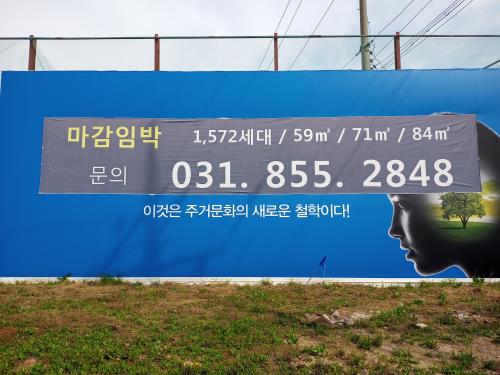 마감임박 1,572세대 / 59㎡ / 71㎡ / 84㎡
문의 031. 855. 2848
이것은 주거문화의 새로운 철학이다!